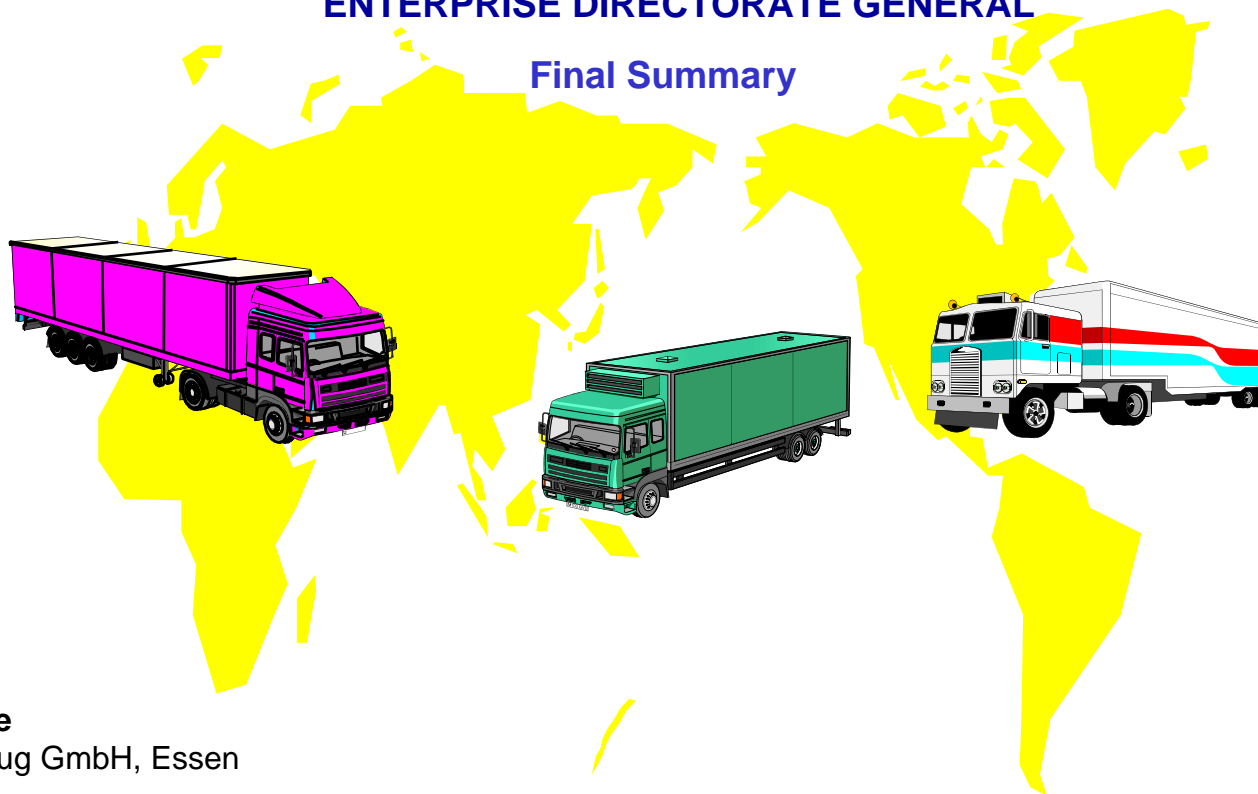 ENTERPRISE DIRECTORATE GENERAL
Final Summary
e
ug GmbH, Essen